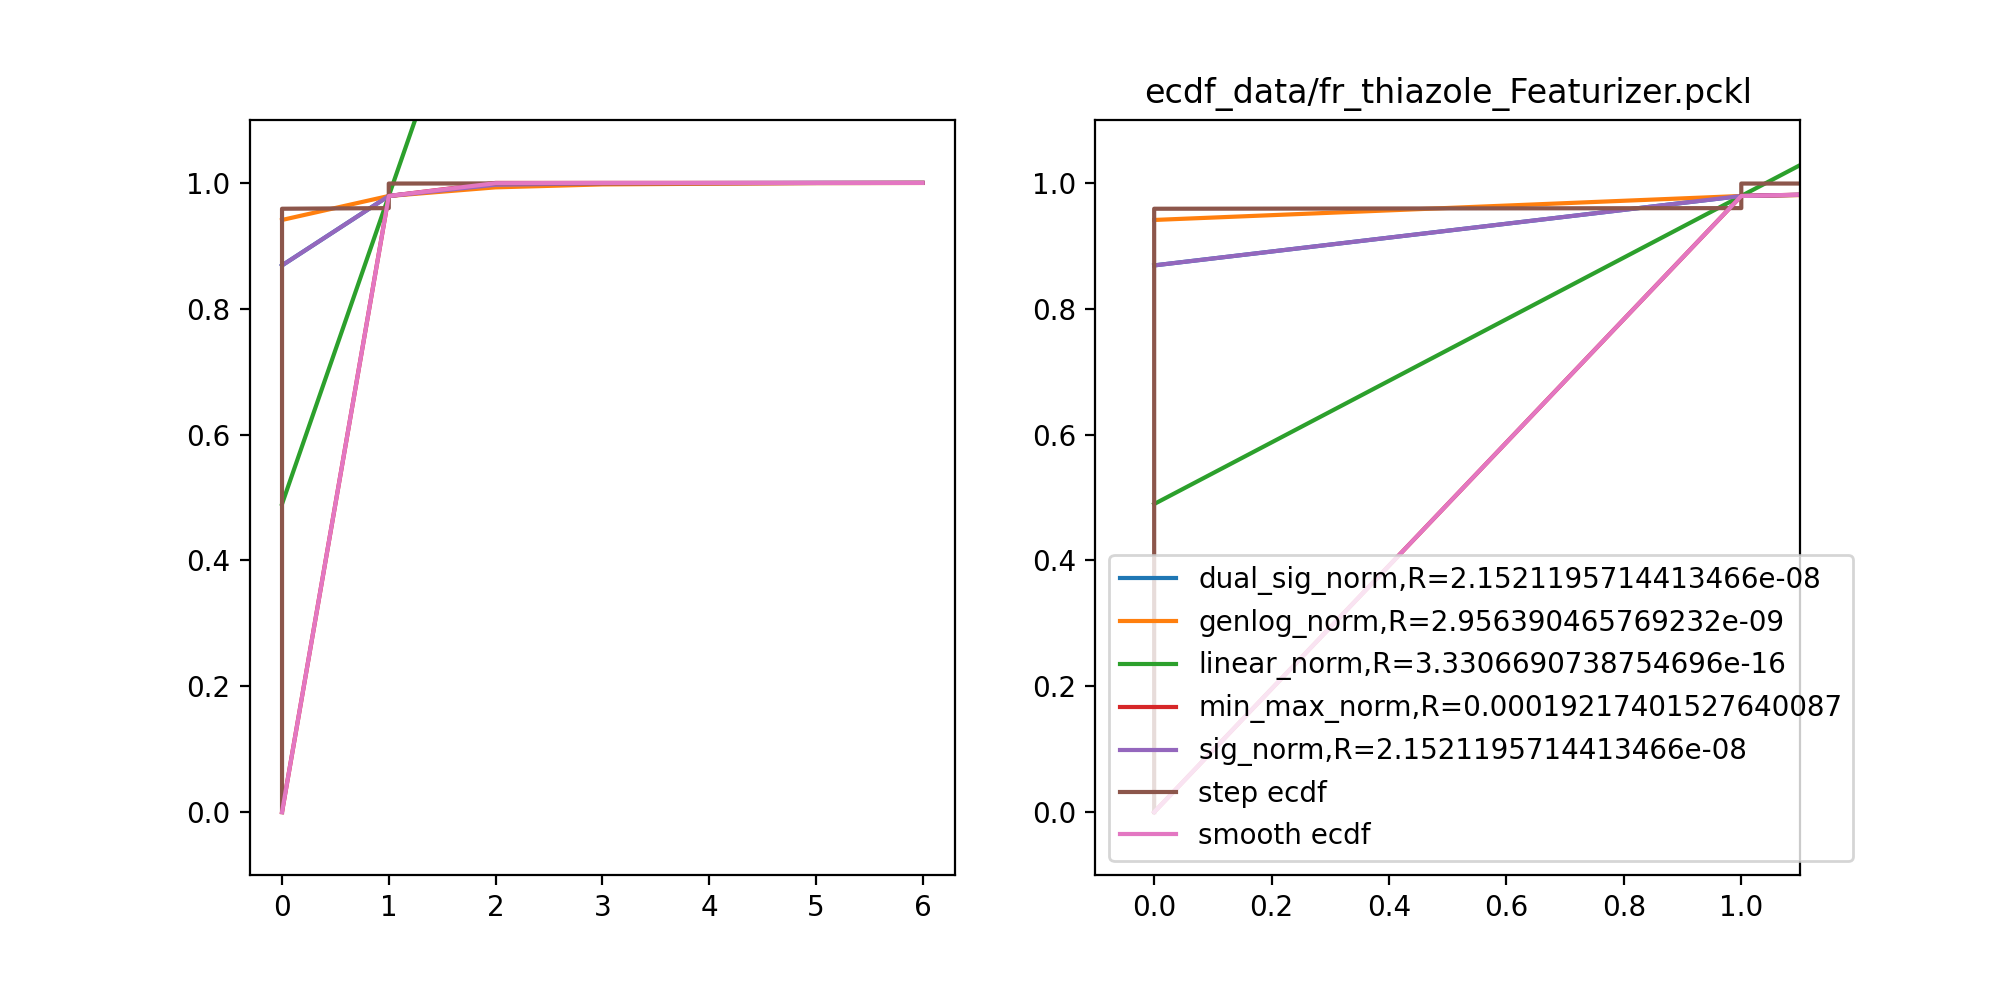 ecdf_data/fr_thiazole_Featurizer.pckl
1.0
0.8
0.6
0.4
0.2
0.0
0 1 2 3 4 5 6
1.0
0.8
0.6
0.4
0.2
0.0
dual_sig_norm,R=2.1521195714413466e-08
genlog_norm,R=2.956390465769232e-09
linear_norm,R=3.3306690738754696e-16
min_max_norm,R=0.00019217401527640087
sig_norm,R=2.1521195714413466e-08
step ecdf
smooth ecdf
0.0 0.2 0.4 0.6 0.8 1.0